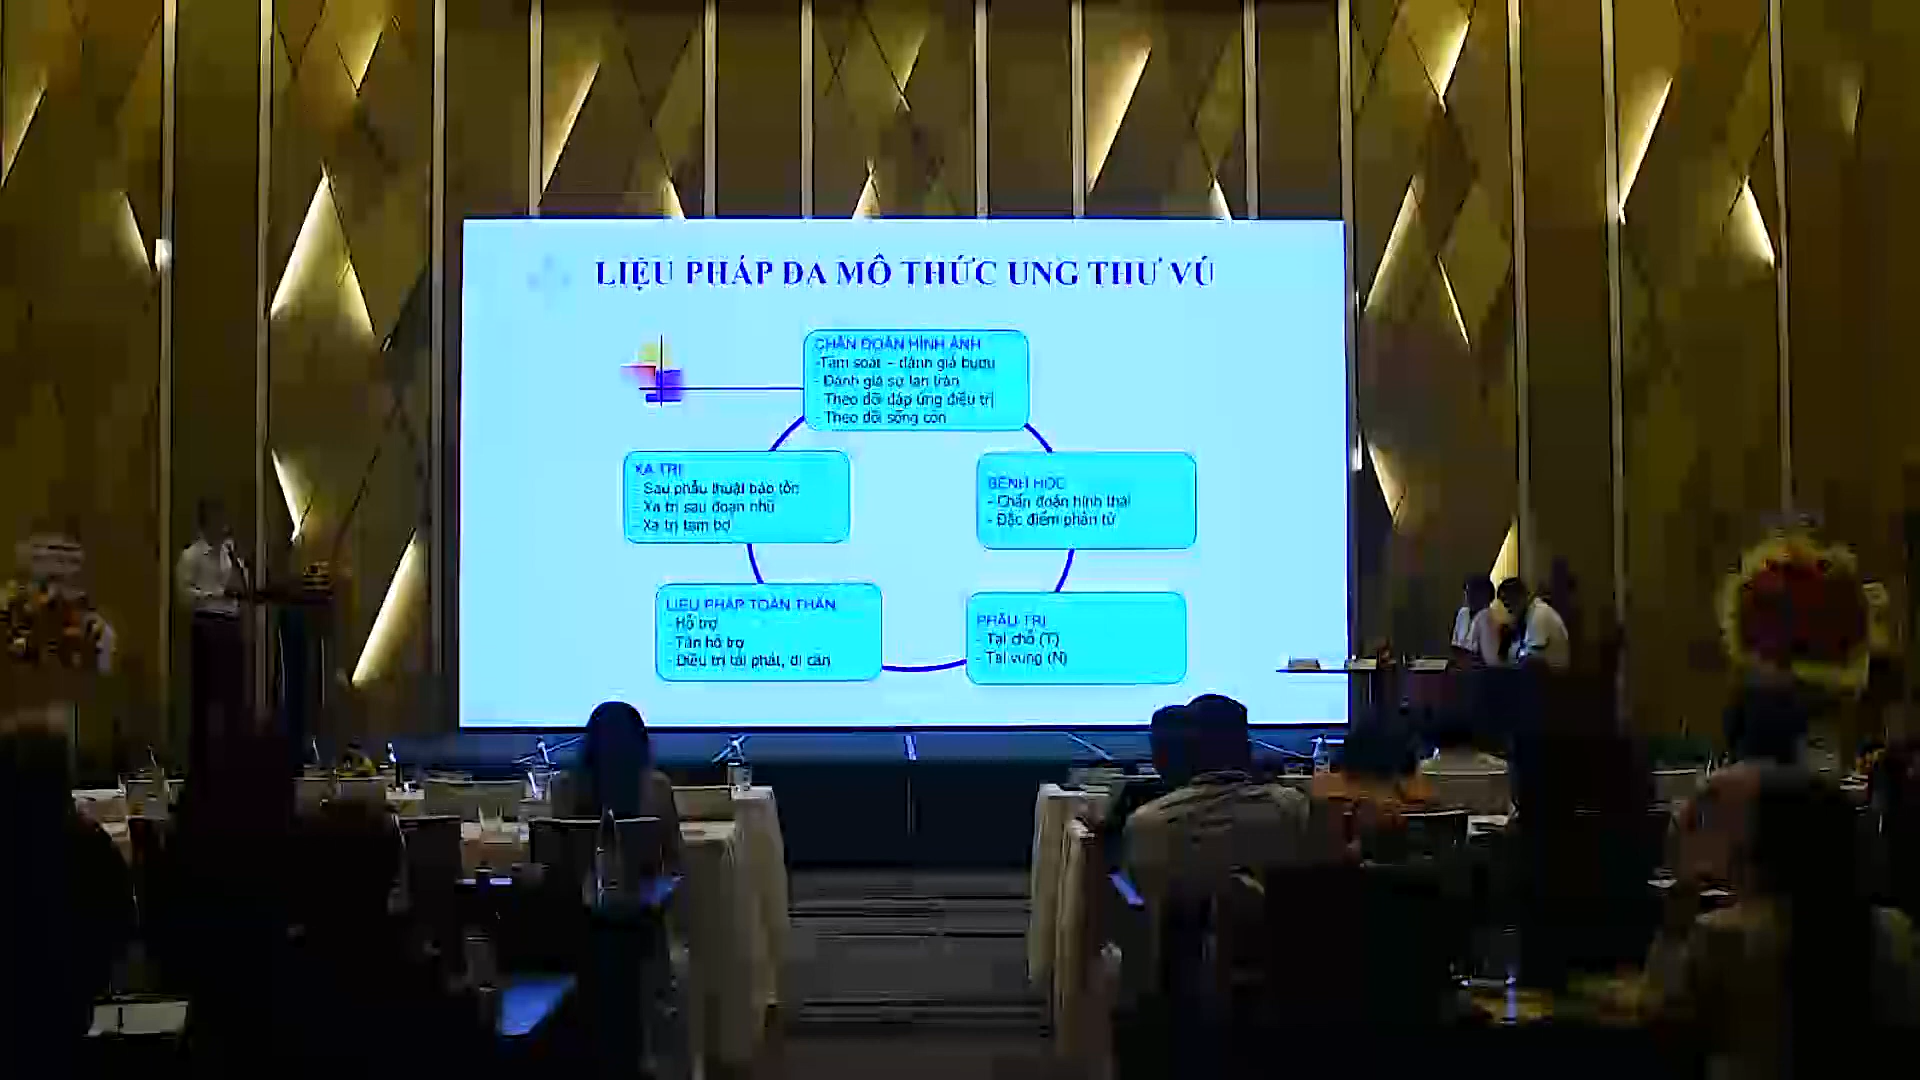 LIỆU PHÁP ĐA MÔ THỨC UNG THƯ VÚ
CHẨN ĐOÁN HÌNH ẢNH
- Tầm soát – đánh giá bướu
- Đánh giá sự lan tràn
- Theo dõi đáp ứng điều trị
- Theo dõi sống còn
XẠ TRỊ
- Sau phẫu thuật bảo tồn
- Xạ trị sau đoạn nhũ
- Xạ trị tạm bợ
BỆNH HỌC
- Chẩn đoán hình thái
- Đặc điểm phân tử
LIỆU PHÁP TOÀN THÂN
- Hỗ trợ
- Tân hỗ trợ
- Điều trị tái phát, di căn
PHẪU TRỊ
- Tại chỗ (T)
- Tại vùng (N)